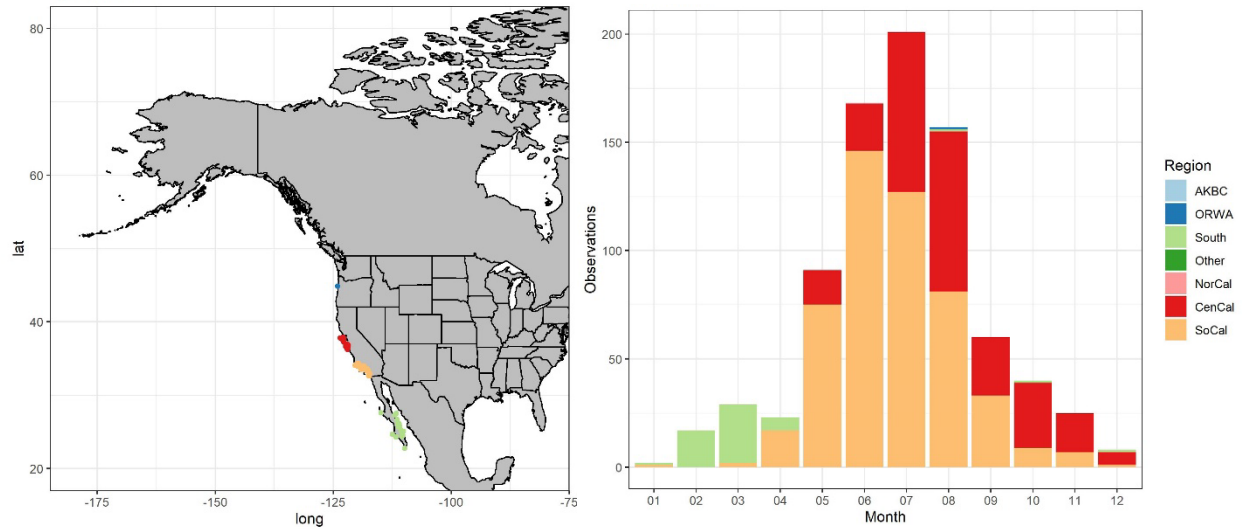 80
60
40
20
lat
-175
-150
-125
-100
-75
long
200
150
100
50
0
Observations
01 02 03 04 05 06 07 08 09 10 11 12
Month
Region
AKBC
ORWA
South
Other
NorCal
CenCal
SoCal